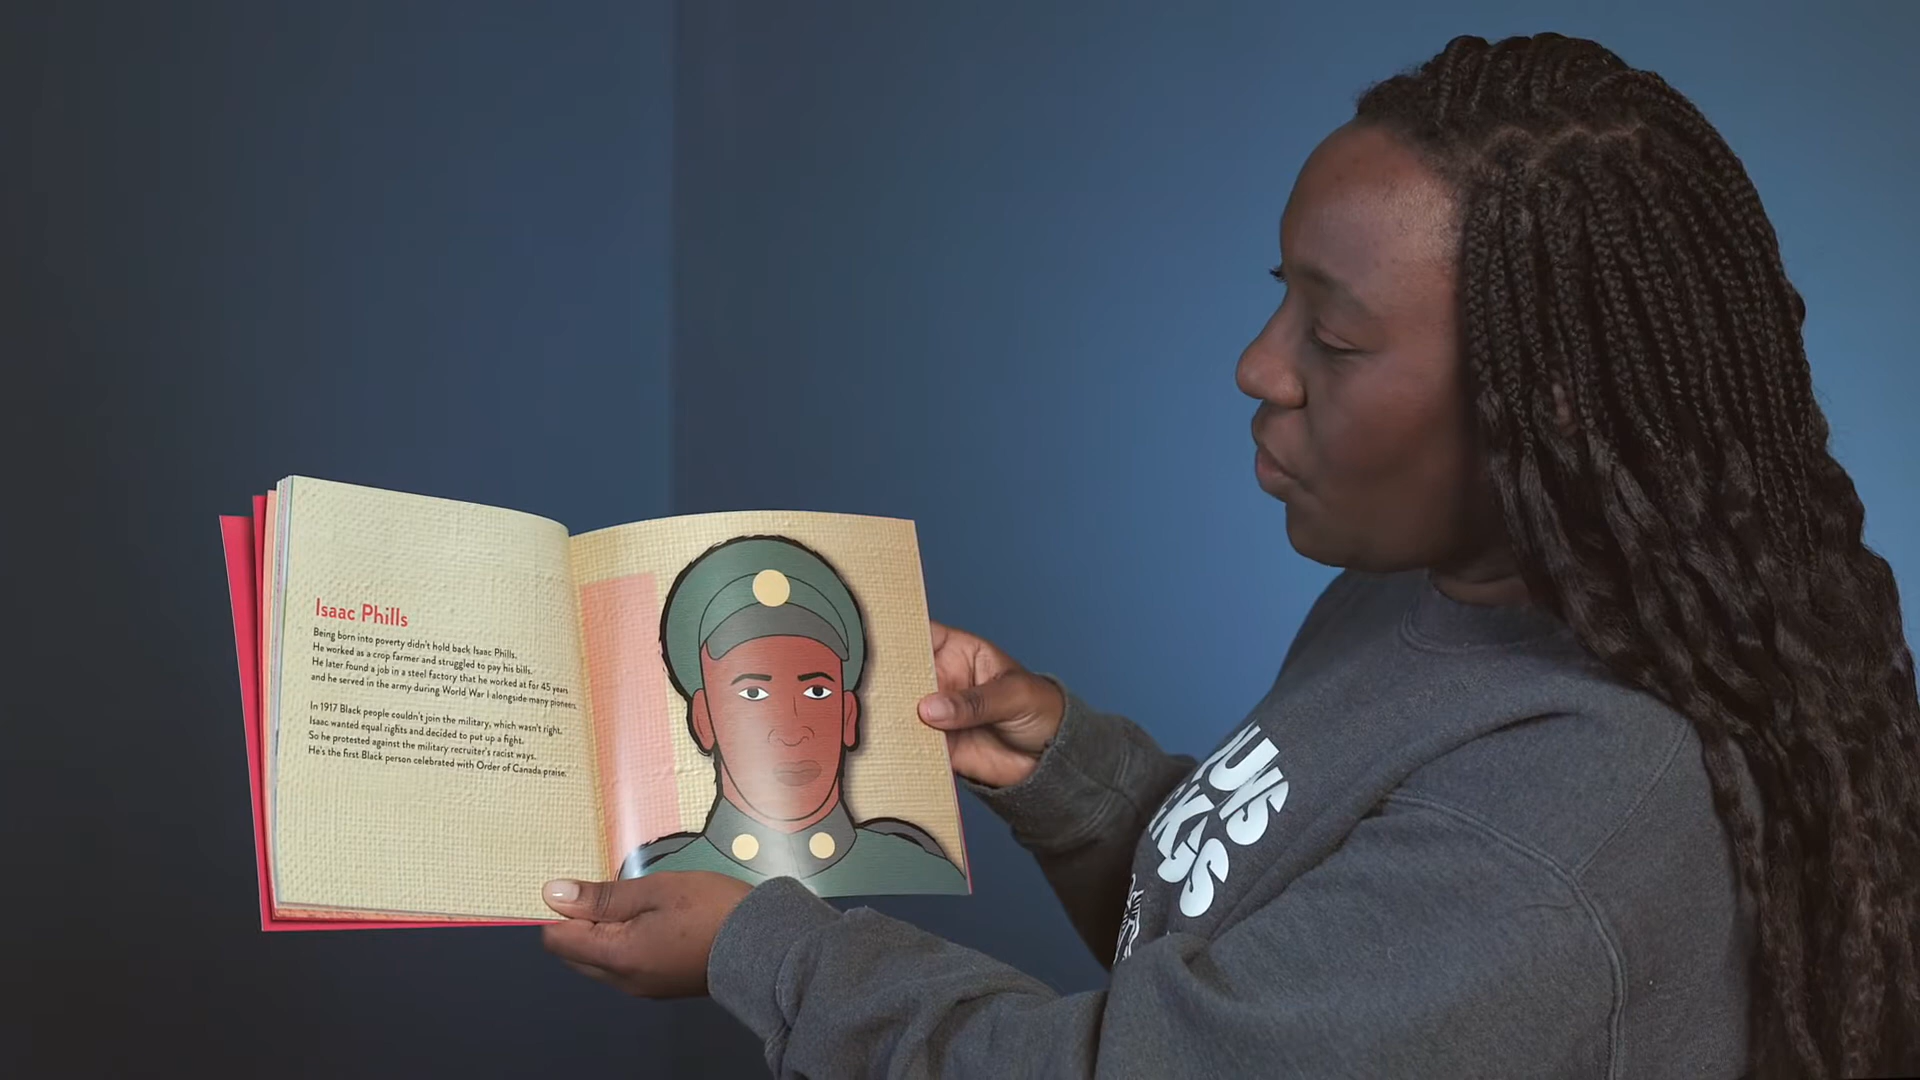 Isaac Phills
Being born into poverty didn't hold back Isaac Phills.
He worked as a crop farmer and struggled to pay his bills.
He later found a job in a steel factory that he worked at for 45 years
and he served in the army during World War I alongside many pioneers.
In 1917 Black people couldn't join the military, which wasn't right.
Isaac wanted equal rights and decided to put up a fight.
So he protested against the military recruiter's racist ways.
He's the first Black person celebrated with Order of Canada praise.